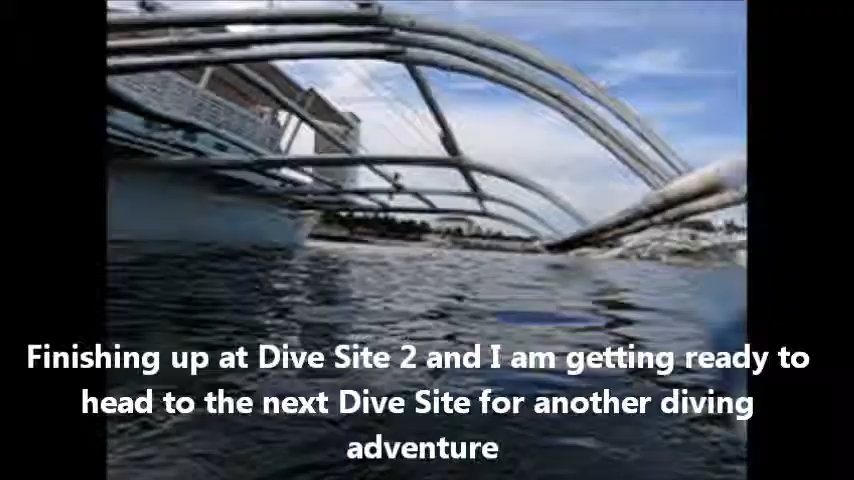 Finishing up at Dive Site 2 and I am getting ready to
head to the next Dive Site for another diving
adventure